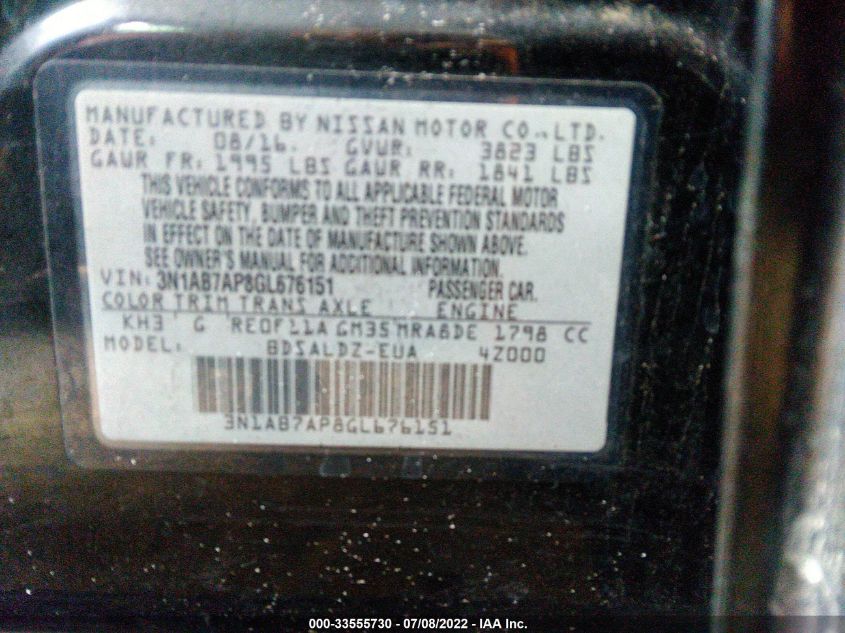 MANUFACTURED BY NISSAN MOTOR CO., LTD.
DATE: 08/16. GVWR: 3823 LBS
GAWR FR: 1995 LBS GAWR RR: 1841 LBS
THIS VEHICLE CONFORMS TO ALL APPLICABLE FEDERAL MOTOR
VEHICLE SAFETY, BUMPER AND THEFT PREVENTION STANDARDS
IN EFFECT ON THE DATE OF MANUFACTURE SHOWN ABOVE.
SEE OWNER'S MANUAL FOR ADDITIONAL INFORMATION.
VIN: 3N1AB7AP8GL676151 PASSENGER CAR.
COLOR TRIM TRANS AXLE ENGINE
KH3 G RE0F11A GM35 MRA8DE 1798 CC
MODEL: BDSALDZ-EUA 4Z000
3N1AB7AP8GL676151
000-33555730 - 07/08/2022 - IAA Inc.